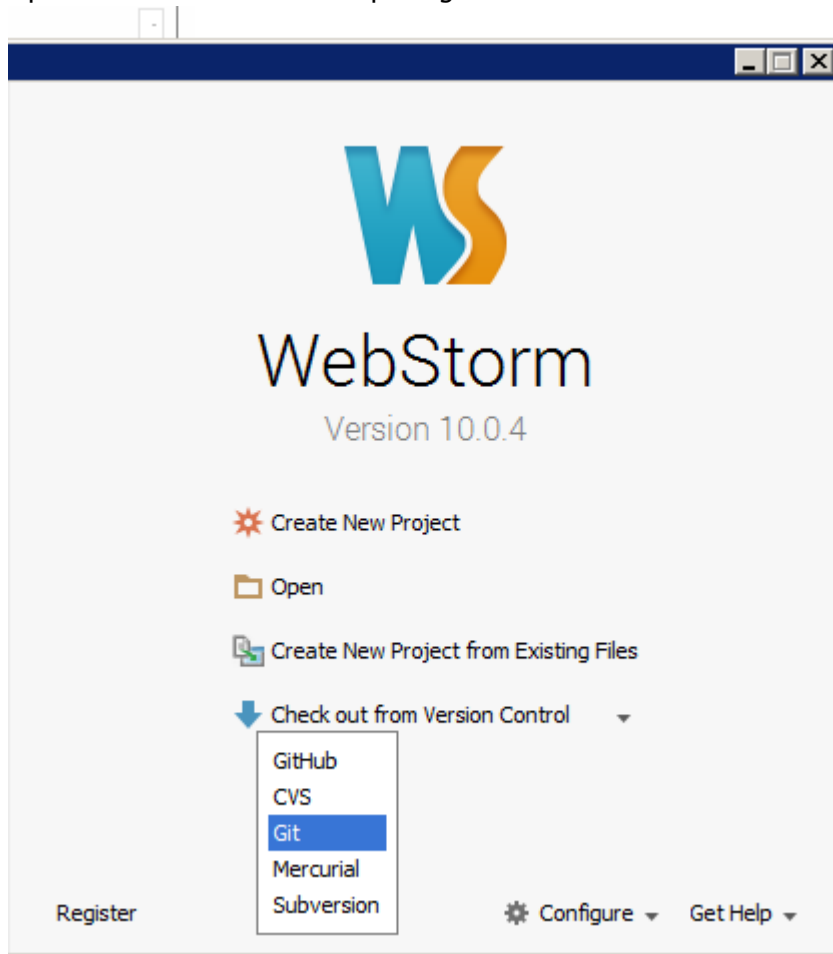 WS
WebStorm
Version 10.0.4
Create New Project
Open
Create New Project from Existing Files
Check out from Version Control
GitHub
CVS
Git
Mercurial
Subversion
Register Configure Get Help